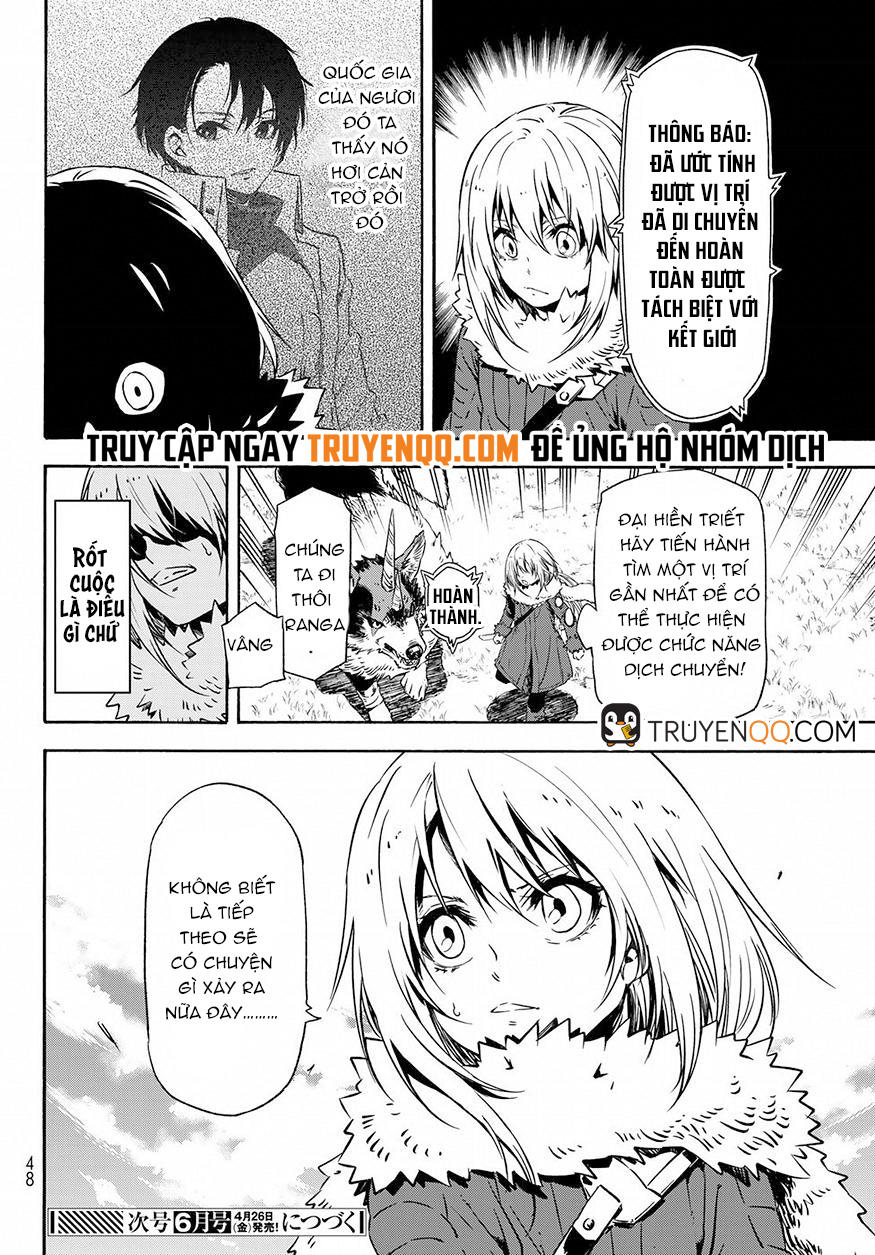 THÔNG BÁO:
ĐÃ ƯỚC TÍNH
ĐƯỢC VỊ TRÍ
ĐÃ DI CHUYỂN
ĐẾN HOÀN
TOÀN ĐƯỢC
TÁCH BIỆT VỚI
KẾT GIỚI
QUỐC GIA
CỦA NGƯƠI
ĐÓ TA
THẤY NÓ
HƠI CẢN
TRỞ RỒI
ĐÓ
TRUY CẬP NGAY TRUYENQQ.COM ĐỂ ỦNG HỘ NHÓM DỊCH
ĐẠI HIỀN TRIẾT
HÃY TIẾN HÀNH
TÌM MỘT VỊ TRÍ
GẦN NHẤT ĐỂ CÓ
THỂ THỰC HIỆN
ĐƯỢC CHỨC NĂNG
DỊCH CHUYỂN!
HOÀN
THÀNH.
CHÚNG
TA ĐI
THÔI
RANGA
VÂNG
RỐT
CUỘC
LÀ ĐIỀU
GÌ CHỨ
TRUYENQQ.COM
KHÔNG BIẾT
LÀ TIẾP
THEO SẼ
CÓ CHUYỆN
GÌ XẢY RA
NỮA ĐÂY.........
48
次号6月号 4月26日(金)発売! につづく